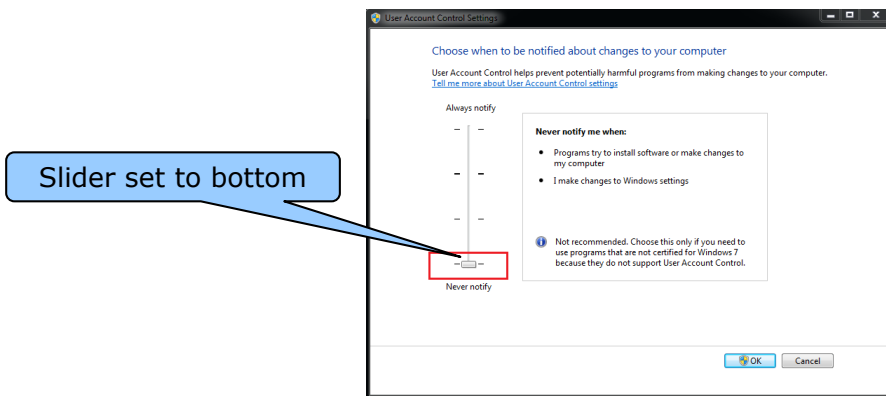 User Account Control Settings
Choose when to be notified about changes to your computer
User Account Control helps prevent potentially harmful programs from making changes to your computer.
Tell me more about User Account Control settings
Always notify
Never notify me when:
• Programs try to install software or make changes to
my computer
• I make changes to Windows settings
Slider set to bottom
Not recommended. Choose this only if you need to
use programs that are not certified for Windows 7
because they do not support User Account Control.
Never notify
OK Cancel